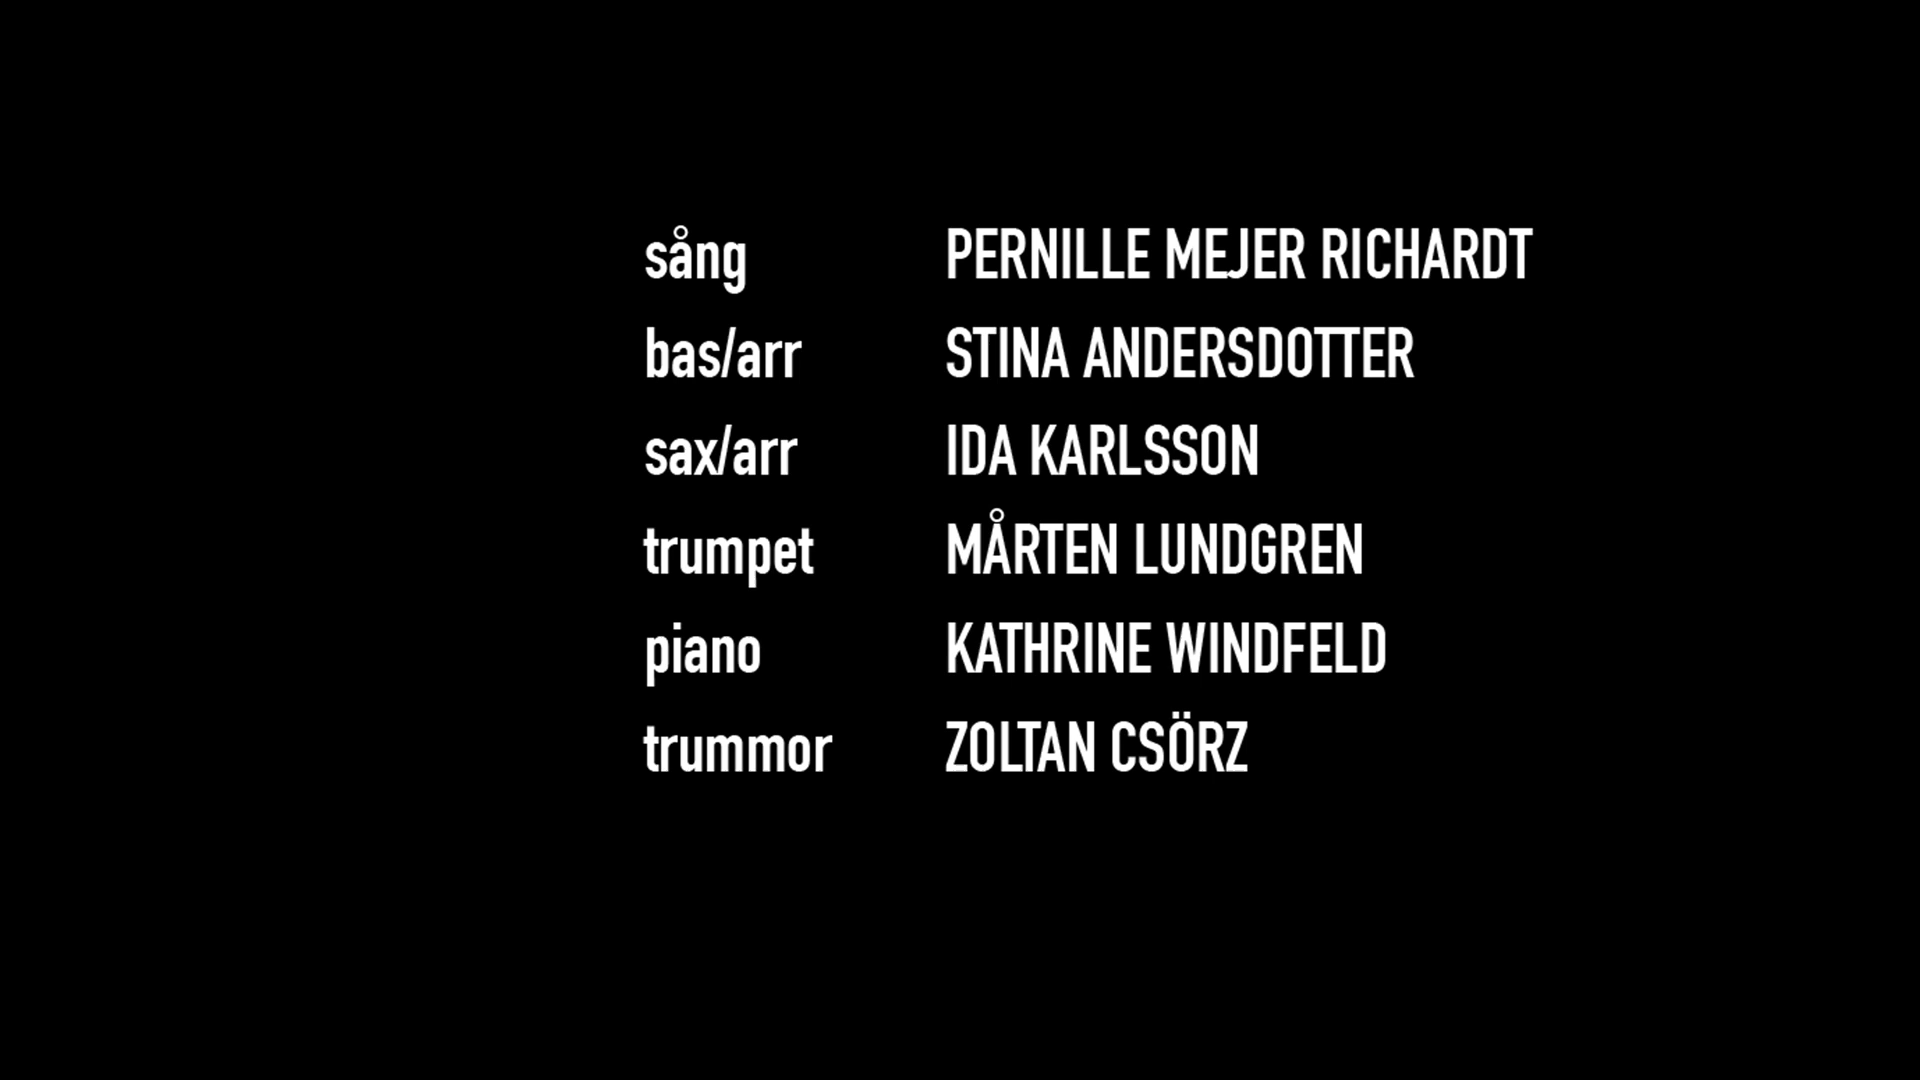 sång PERNILLE MEJER RICHARDT
bas/arr STINA ANDERSDOTTER
sax/arr IDA KARLSSON
trumpet MÅRTEN LUNDGREN
piano KATHRINE WINDFELD
trummor ZOLTAN CSÖRZ